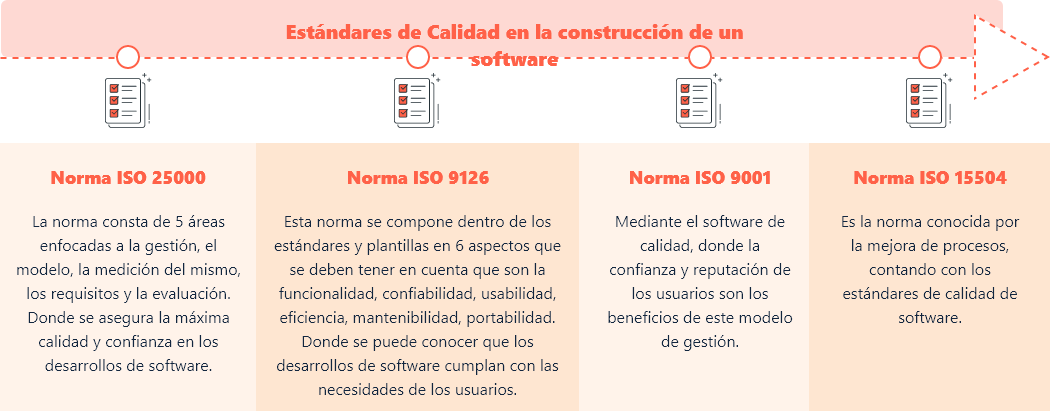 Estándares de Calidad en la construcción de un
software
Norma ISO 25000
La norma consta de 5 áreas
enfocadas a la gestión, el
modelo, la medición del mismo,
los requisitos y la evaluación.
Donde se asegura la máxima
calidad y confianza en los
desarrollos de software.
Norma ISO 9126
Esta norma se compone dentro de los
estándares y plantillas en 6 aspectos que
se deben tener en cuenta que son la
funcionalidad, confiabilidad, usabilidad,
eficiencia, mantenibilidad, portabilidad.
Donde se puede conocer que los
desarrollos de software cumplan con las
necesidades de los usuarios.
Norma ISO 9001
Mediante el software de
calidad, donde la
confianza y reputación de
los usuarios son los
beneficios de este modelo
de gestión.
Norma ISO 15504
Es la norma conocida por
la mejora de procesos,
contando con los
estándares de calidad de
software.